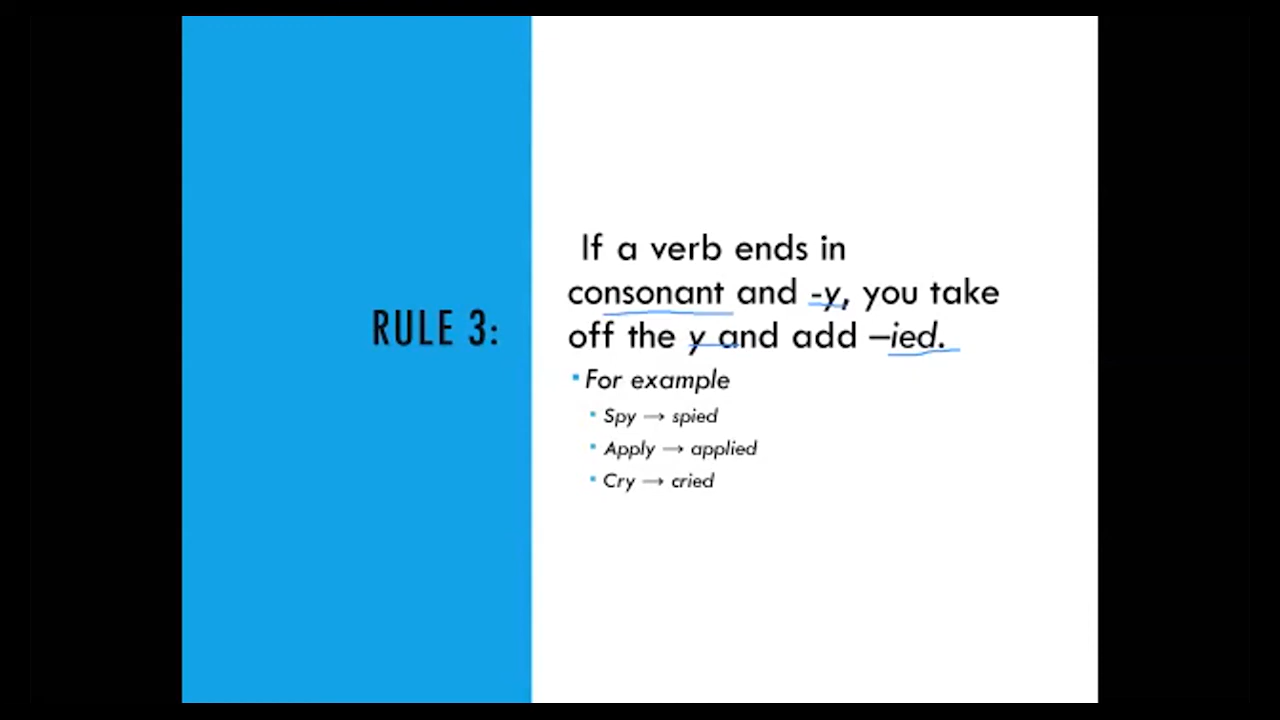 RULE 3:
If a verb ends in
consonant and -y, you take
off the y and add –ied.
▪ For example
▪ Spy → spied
▪ Apply → applied
▪ Cry → cried